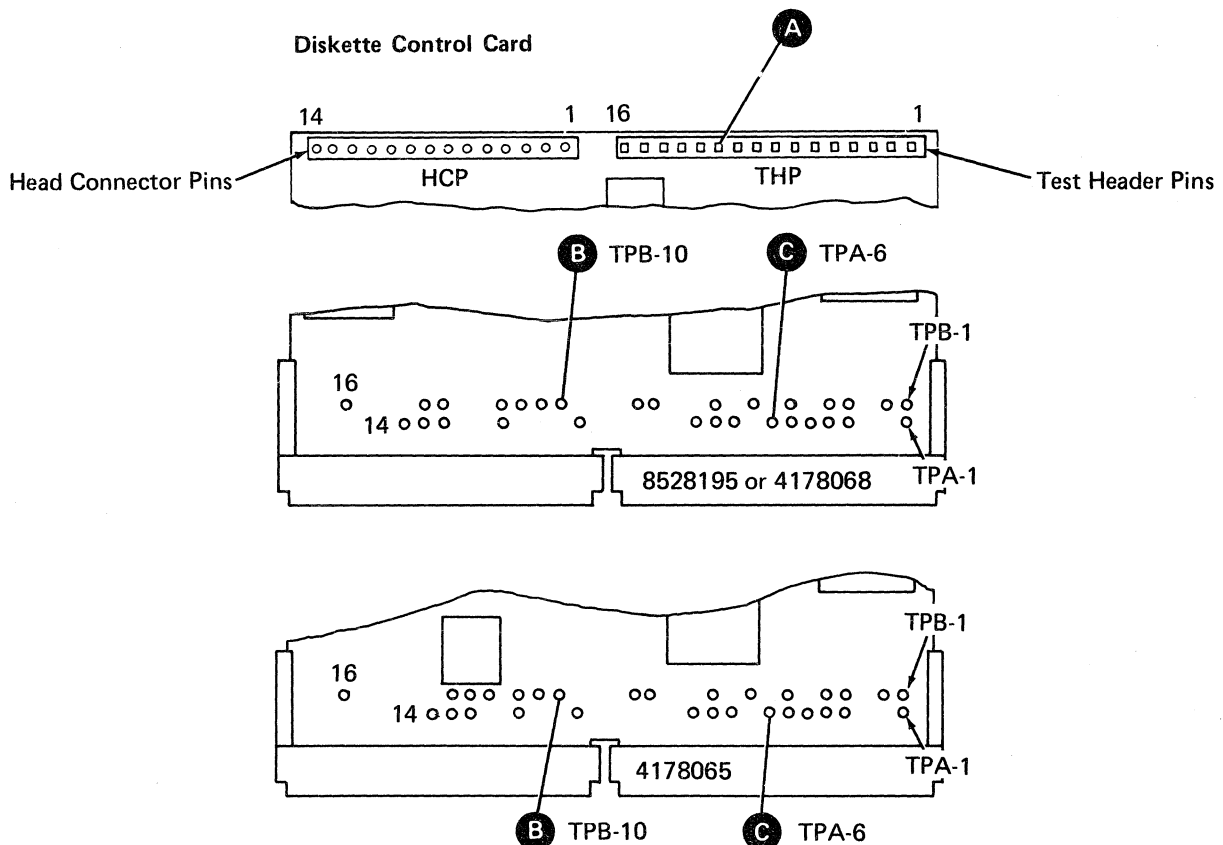 Diskette Control Card
A
14
1
16
1
Head Connector Pins
HCP
THP
Test Header Pins
B TPB-10
C TPA-6
TPB-1
16
14
TPA-1
8528195 or 4178068
TPB-1
16
14
TPA-1
4178065
B TPB-10
C TPA-6